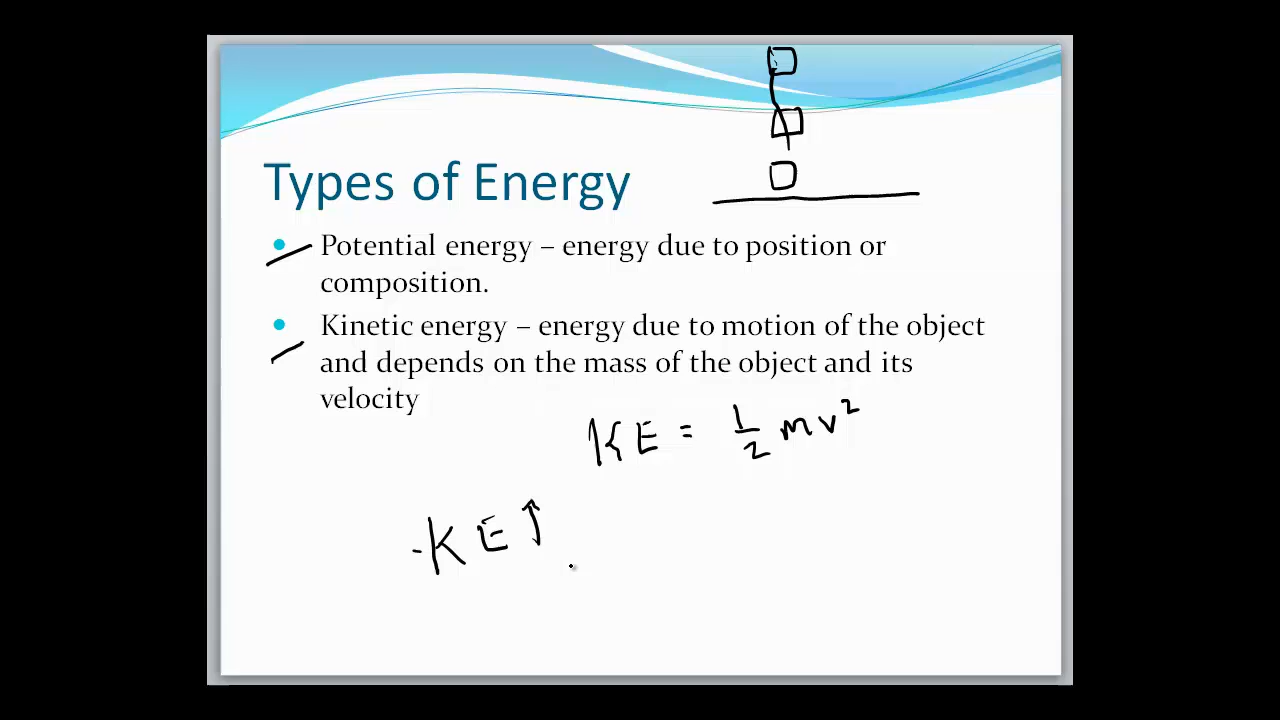 Types of Energy
• Potential energy – energy due to position or
composition.
• Kinetic energy – energy due to motion of the object
and depends on the mass of the object and its
velocity
KE = 1/2 mv²
-KE↑